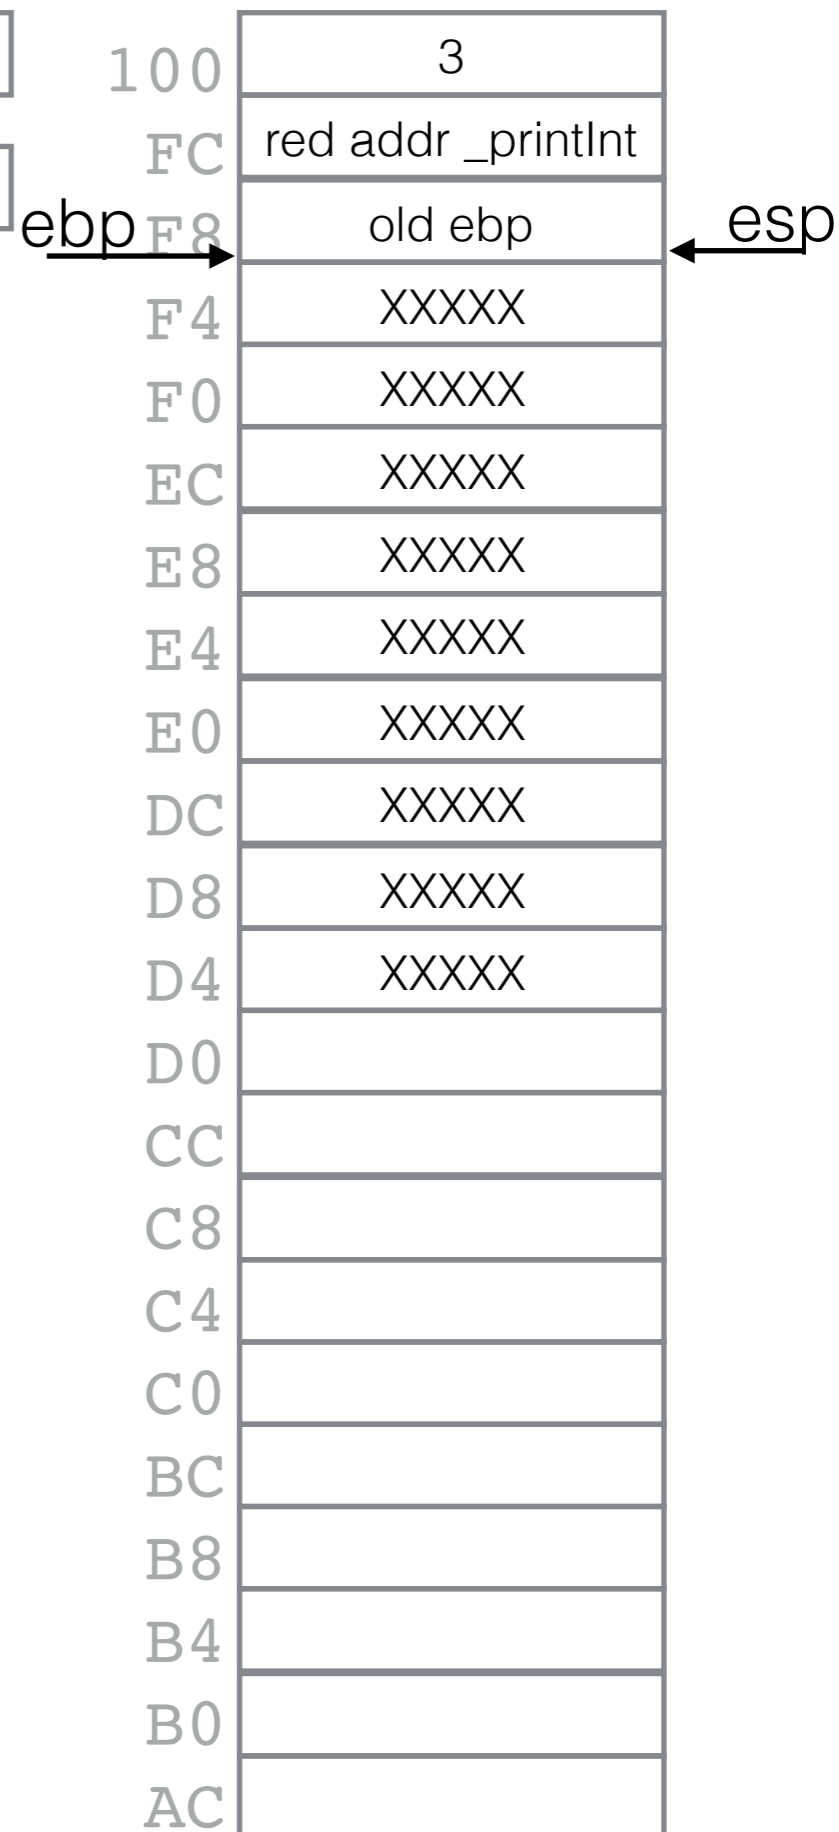 100 3
FC red addr _printInt
ebp F8 old ebp esp
F4 XXXXX
F0 XXXXX
EC XXXXX
E8 XXXXX
E4 XXXXX
E0 XXXXX
DC XXXXX
D8 XXXXX
D4 XXXXX
D0
CC
C8
C4
C0
BC
B8
B4
B0
AC